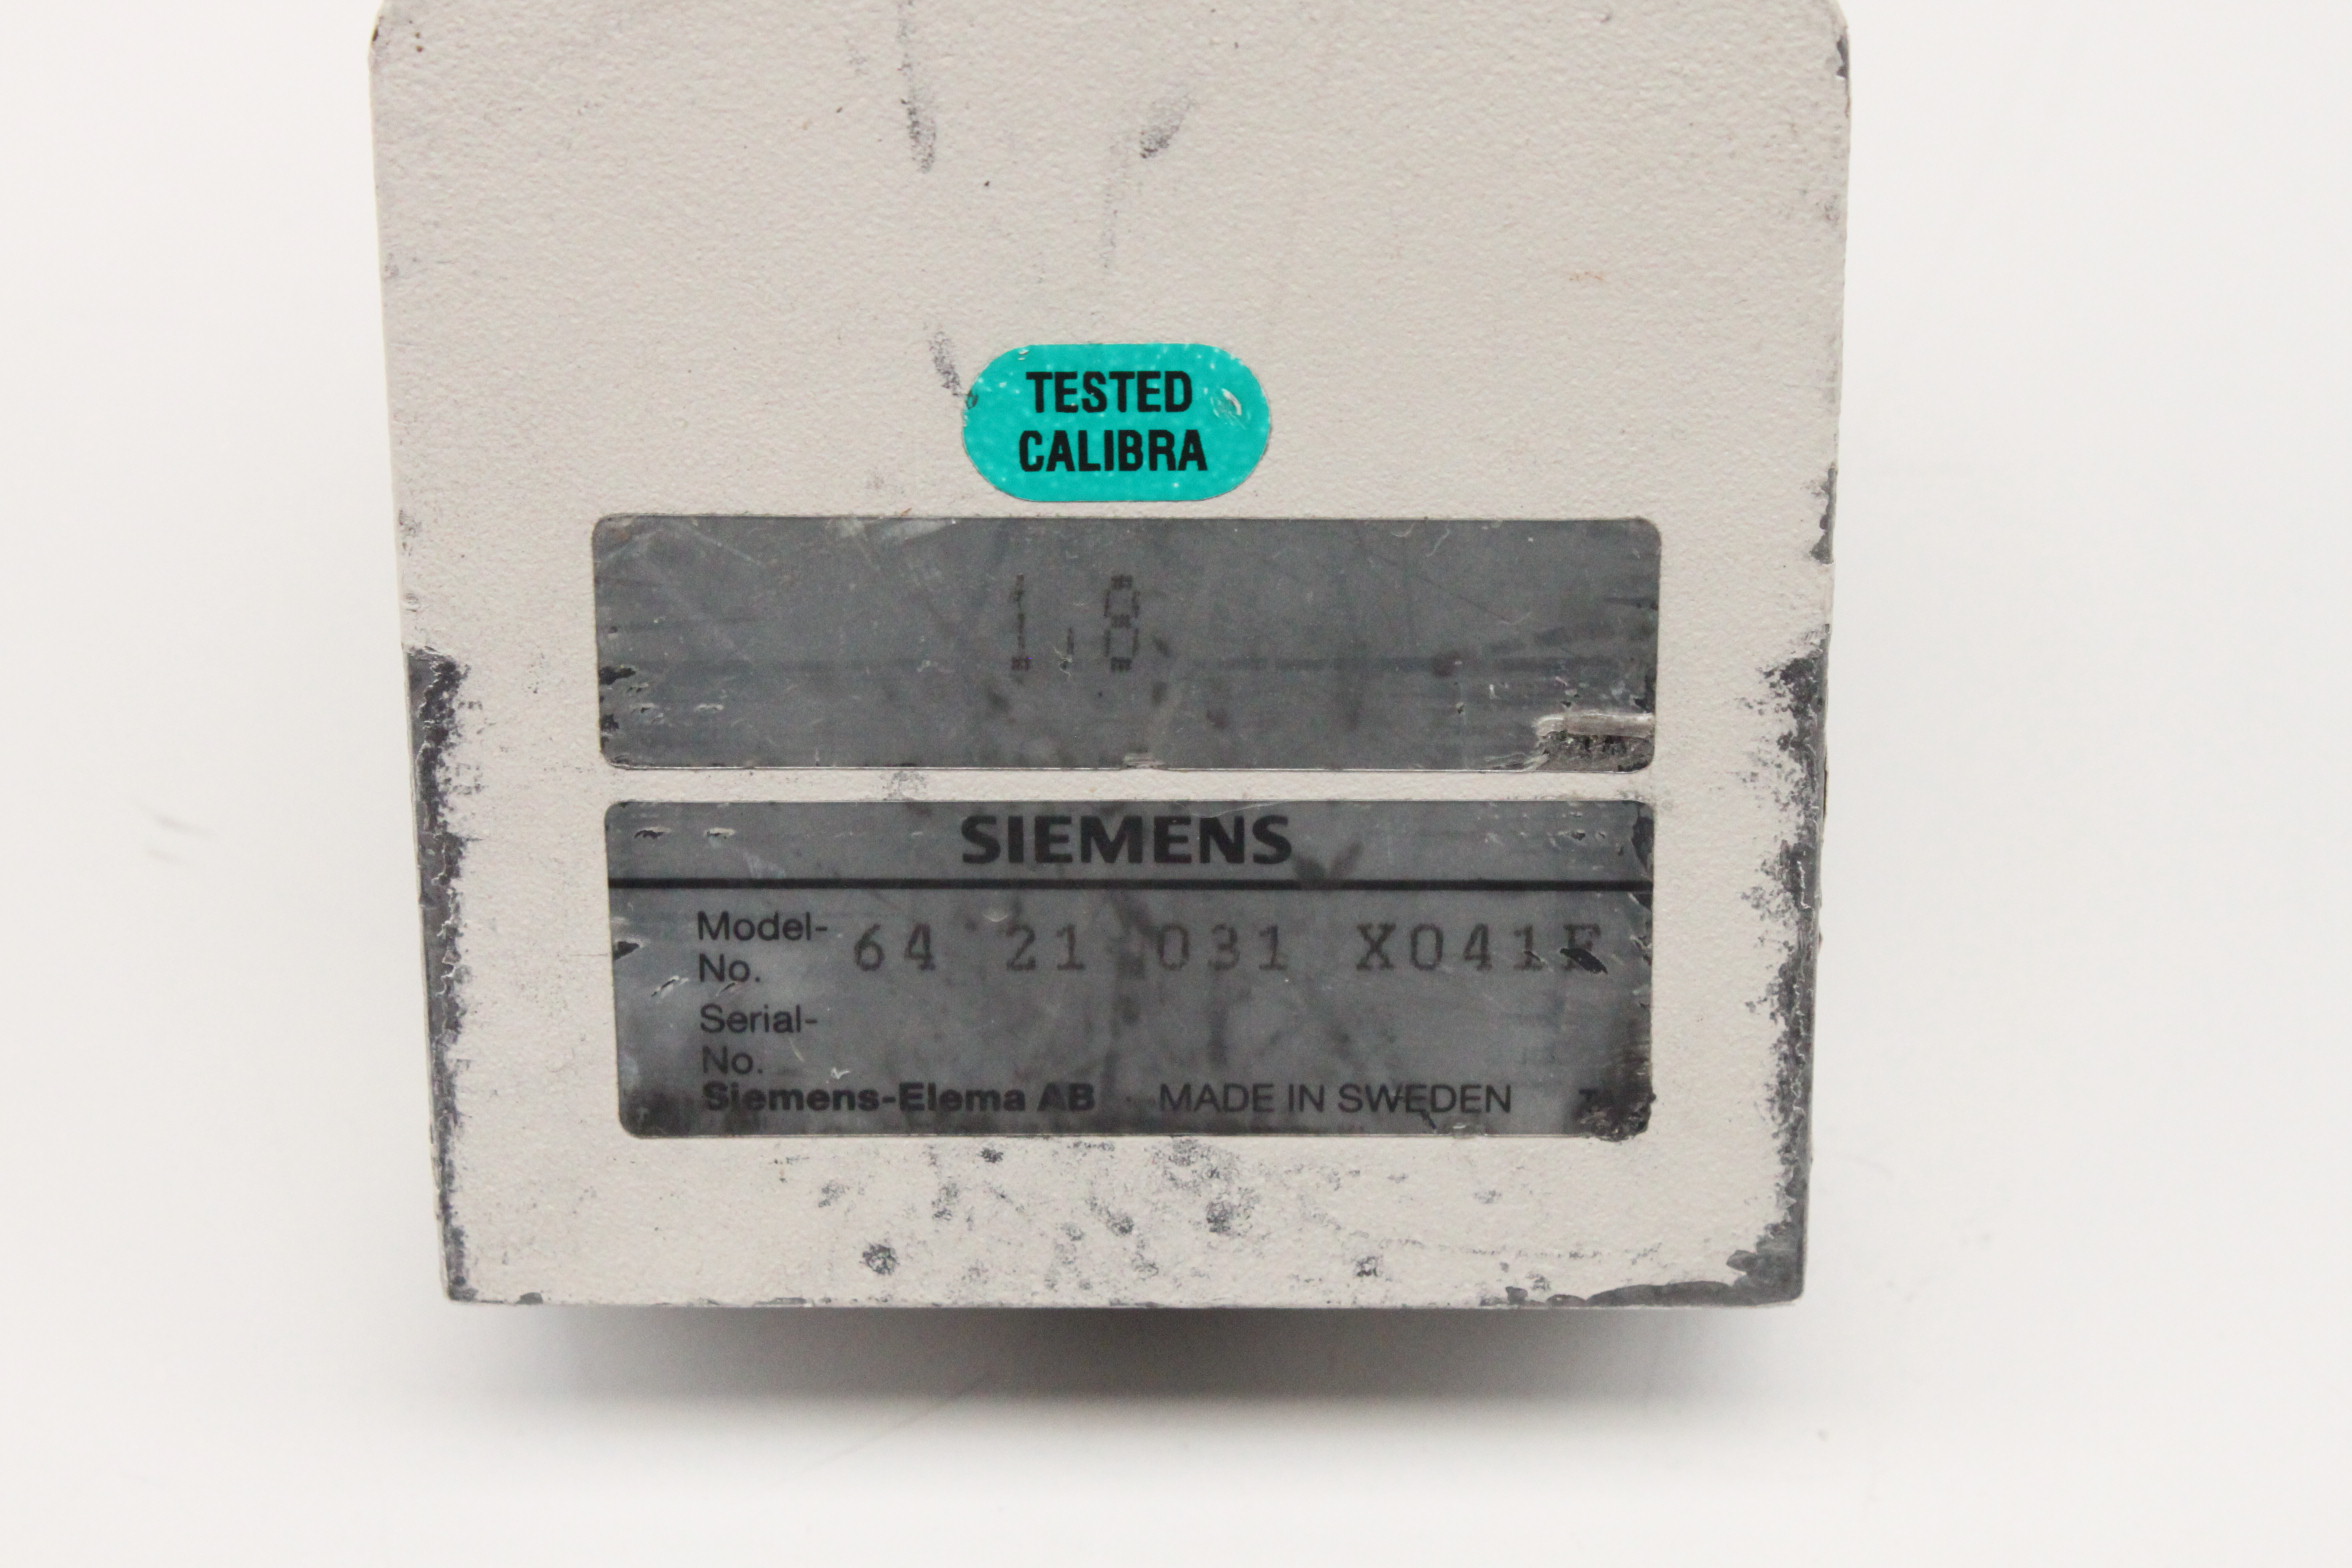 TESTED
CALIBRA
1,8
SIEMENS
Model-
No. 64 21 031 X041E
Serial-
No.
Siemens-Elema AB MADE IN SWEDEN